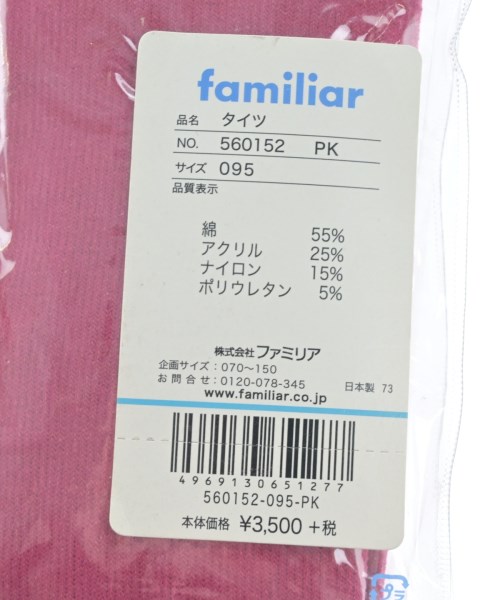 familiar
品名 タイツ
NO. 560152 PK
サイズ 095
品質表示
綿 55%
アクリル 25%
ナイロン 15%
ポリウレタン 5%
株式会社 ファミリア
企画サイズ：070〜150
お問合せ：0120-078-345 日本製 73
www.familiar.co.jp
4969130651277
560152-095-PK
本体価格 ¥3,500 +税
プラ